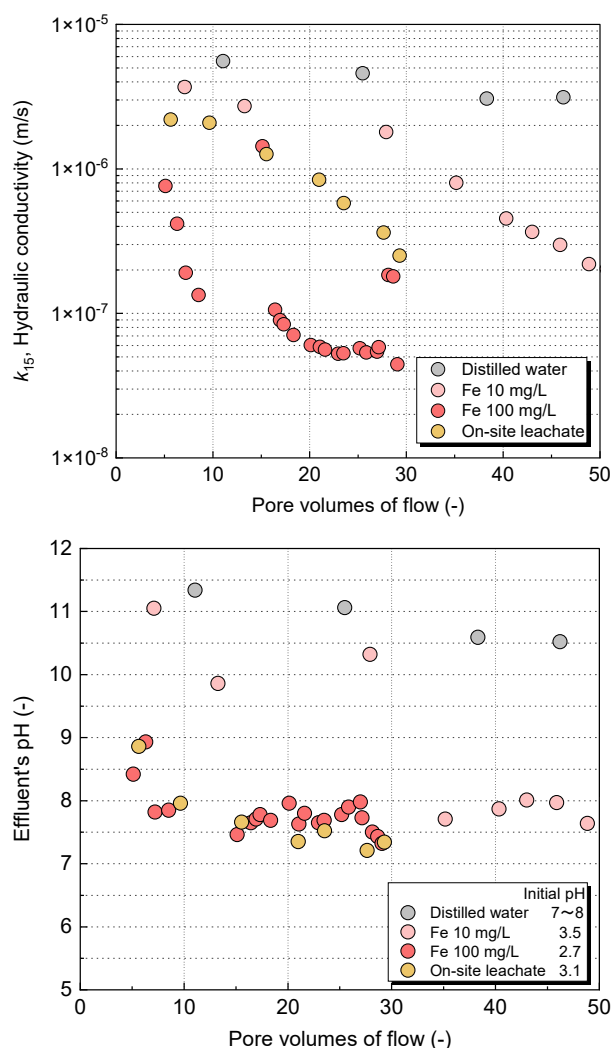 1×10⁻⁵
1×10⁻⁶
1×10⁻⁷
1×10⁻⁸
k₁₅, Hydraulic conductivity (m/s)
Distilled water
Fe 10 mg/L
Fe 100 mg/L
On-site leachate
0 10 20 30 40 50
Pore volumes of flow (-)
12
11
10
9
8
7
6
5
Effluent's pH (-)
Initial pH
Distilled water 7～8
Fe 10 mg/L 3.5
Fe 100 mg/L 2.7
On-site leachate 3.1
0 10 20 30 40 50
Pore volumes of flow (-)